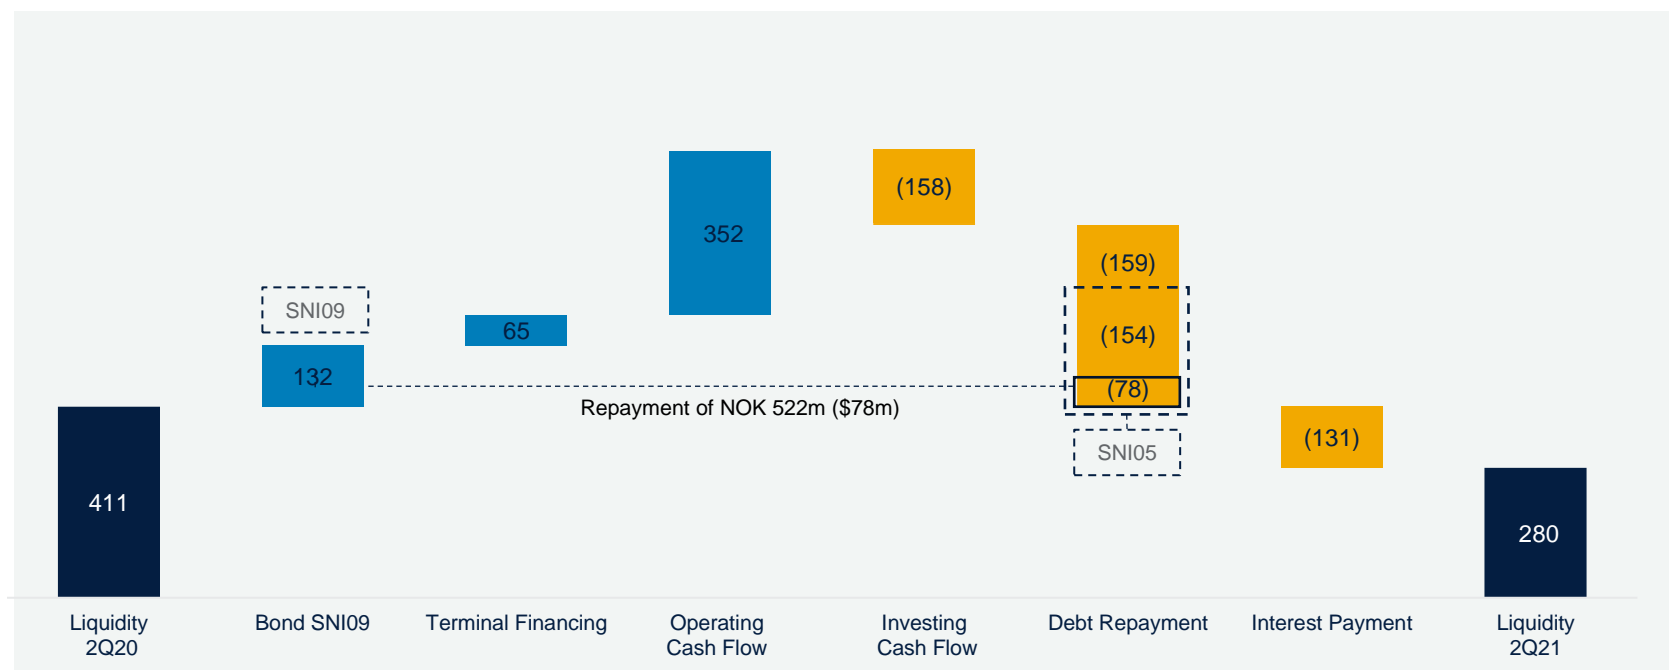 (158)
352
(159)
SNI09
65
(154)
132
(78)
Repayment of NOK 522m ($78m)
(131)
SNI05
411
280
Liquidity
2Q20
Bond SNI09
Terminal Financing
Operating
Cash Flow
Investing
Cash Flow
Debt Repayment
Interest Payment
Liquidity
2Q21